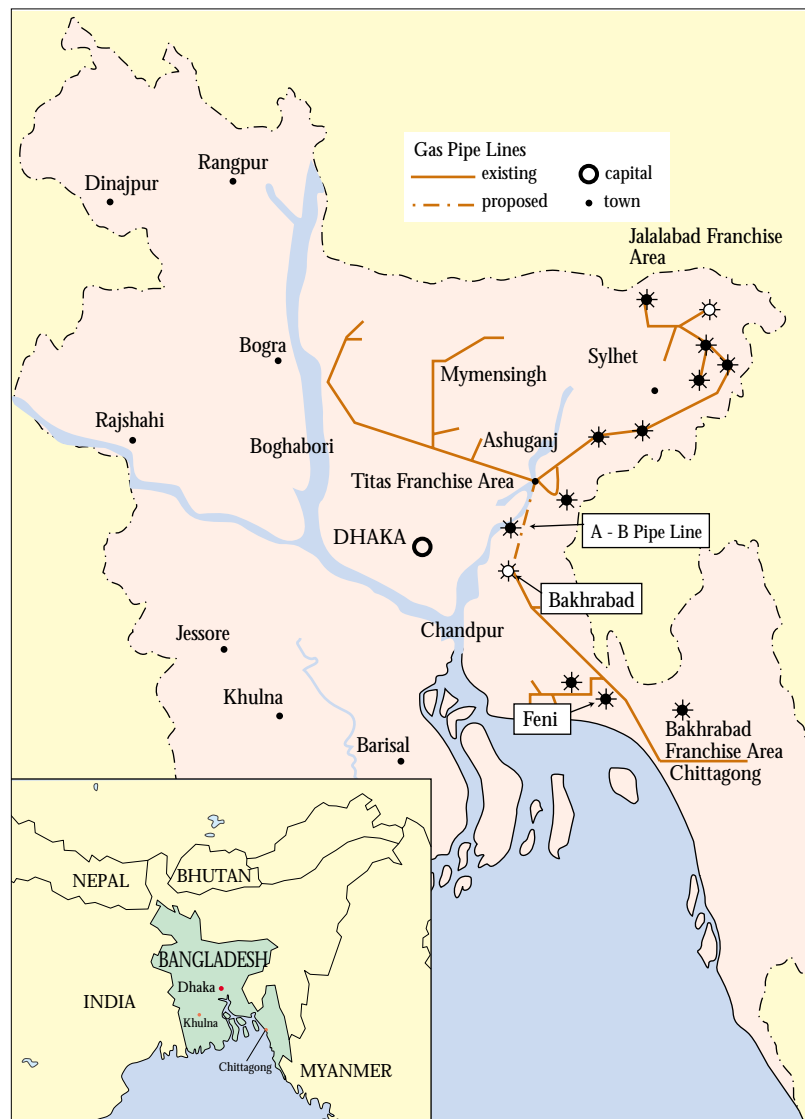 Gas Pipe Lines
existing
capital
proposed
town
Rangpur
Dinajpur
Jalalabad Franchise
Area
Bogra
Mymensingh
Sylhet
Rajshahi
Boghabori
Ashuganj
Titas Franchise Area
DHAKA
A - B Pipe Line
Bakhrabad
Chandpur
Jessore
Khulna
Feni
Barisal
Bakhrabad
Franchise Area
Chittagong
NEPAL
BHUTAN
BANGLADESH
Dhaka
INDIA
Khulna
Chittagong
MYANMER